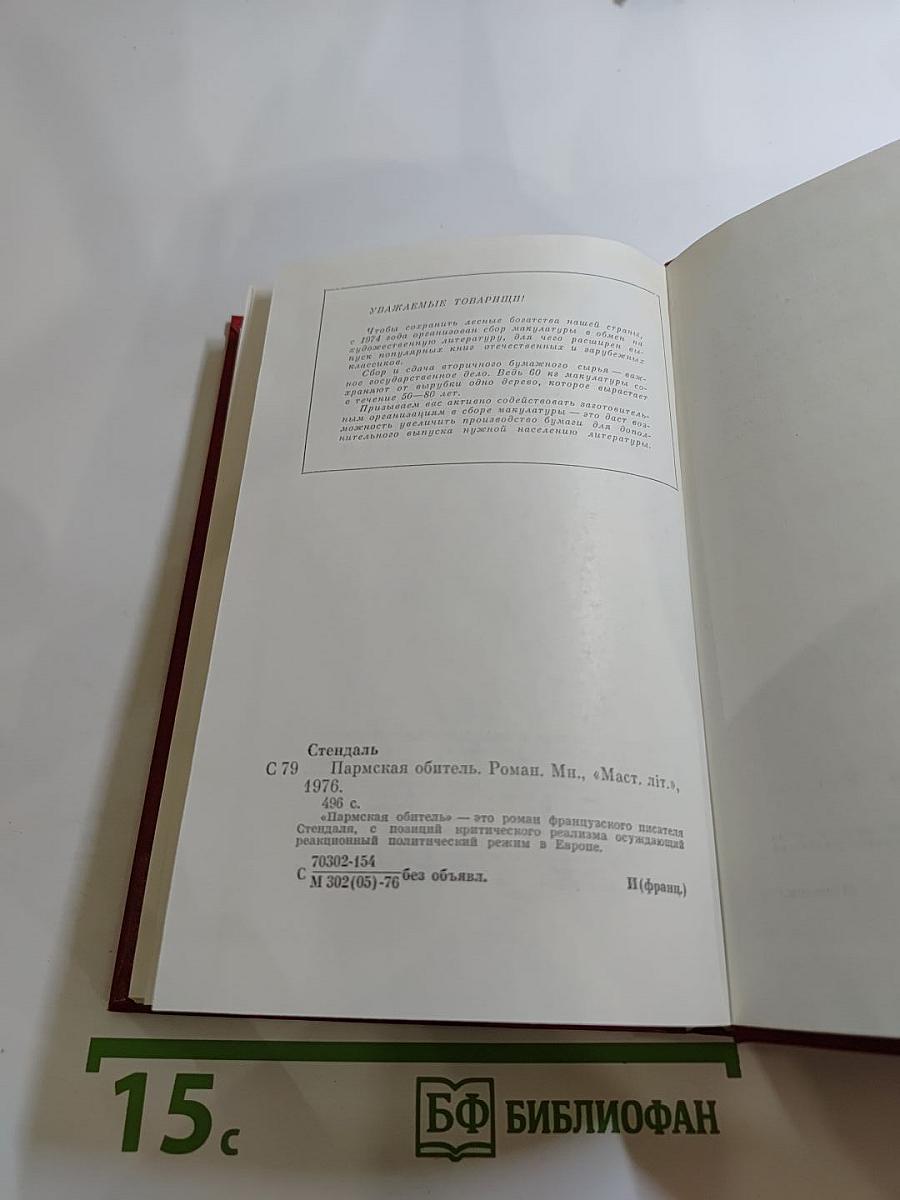 УВАЖАЕМЫЕ ТОВАРИЩИ!
Чтобы сохранить лесные богатства нашей страны,
с 1974 года организован сбор макулатуры в обмен на
художественную литературу, для чего расширен вы-
пуск популярных книг отечественных и зарубежных
классиков.
Сбор и сдача вторичного бумажного сырья — важ-
ное государственное дело. Ведь 60 кг макулатуры со-
храняют от вырубки одно дерево, которое вырастает
в течение 50—80 лет.
Призываем вас активно содействовать заготовитель-
ным организациям в сборе макулатуры — это даст воз-
можность увеличить производство бумаги для допол-
нительного выпуска нужной населению литературы.
Стендаль
С 79 Пармская обитель. Роман. Мн., «Маст. літ.»,
1976.
496 с.
«Пармская обитель» — это роман французского писателя
Стендаля, с позиций критического реализма осуждающий
реакционный политический режим в Европе.
С 70302-154
М 302(05)-76 без объявл.
И(франц.)
15 с
БФ БИБЛИОФАН